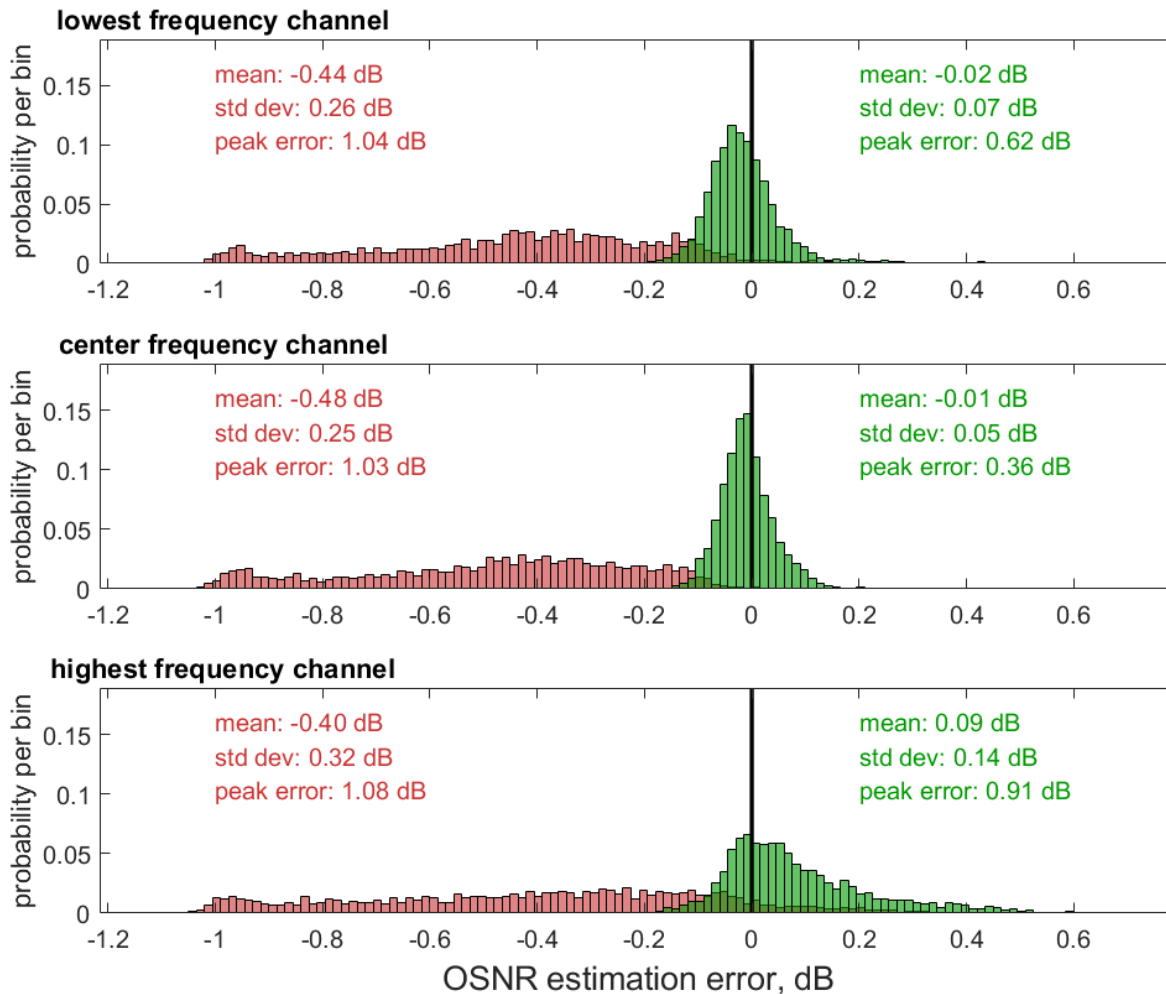 lowest frequency channel
probability per bin
0.15
0.1
0.05
0
mean: -0.44 dB
std dev: 0.26 dB
peak error: 1.04 dB
mean: -0.02 dB
std dev: 0.07 dB
peak error: 0.62 dB
-1.2 -1 -0.8 -0.6 -0.4 -0.2 0 0.2 0.4 0.6
center frequency channel
probability per bin
0.15
0.1
0.05
0
mean: -0.48 dB
std dev: 0.25 dB
peak error: 1.03 dB
mean: -0.01 dB
std dev: 0.05 dB
peak error: 0.36 dB
-1.2 -1 -0.8 -0.6 -0.4 -0.2 0 0.2 0.4 0.6
highest frequency channel
probability per bin
0.15
0.1
0.05
0
mean: -0.40 dB
std dev: 0.32 dB
peak error: 1.08 dB
mean: 0.09 dB
std dev: 0.14 dB
peak error: 0.91 dB
-1.2 -1 -0.8 -0.6 -0.4 -0.2 0 0.2 0.4 0.6
OSNR estimation error, dB